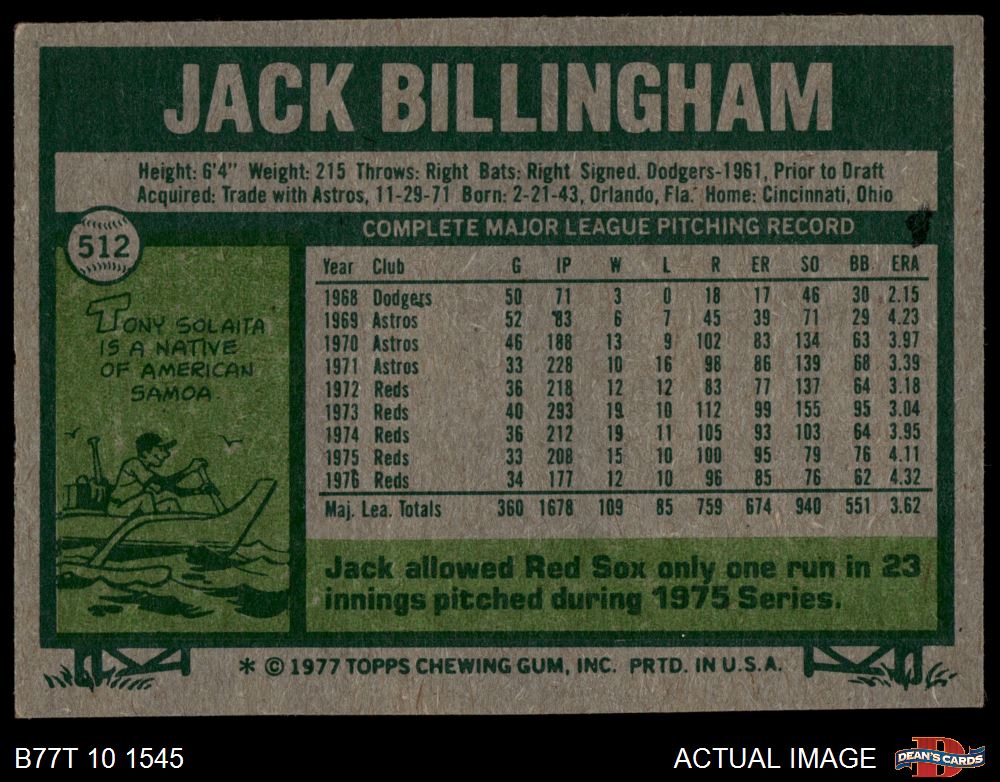 JACK BILLINGHAM
Height: 6'4" Weight: 215 Throws: Right Bats: Right Signed. Dodgers-1961, Prior to Draft
Acquired: Trade with Astros, 11-29-71 Born: 2-21-43, Orlando, Fla. Home: Cincinnati, Ohio
512
COMPLETE MAJOR LEAGUE PITCHING RECORD
Year Club G IP W L R ER SO BB ERA
1968 Dodgers 50 71 3 0 18 17 46 30 2.15
1969 Astros 52 83 6 7 45 39 71 29 4.23
1970 Astros 46 188 13 9 102 83 134 63 3.97
1971 Astros 33 228 10 16 98 86 139 68 3.39
1972 Reds 36 218 12 12 83 77 137 64 3.18
1973 Reds 40 293 19 10 112 99 155 95 3.04
1974 Reds 36 212 19 11 105 93 103 64 3.95
1975 Reds 33 208 15 10 100 95 79 76 4.11
1976 Reds 34 177 12 10 96 85 76 62 4.32
Maj. Lea. Totals 360 1678 109 85 759 674 940 551 3.62
TONY SOLAITA
IS A NATIVE
OF AMERICAN
SAMOA.
Jack allowed Red Sox only one run in 23
innings pitched during 1975 Series.
* © 1977 TOPPS CHEWING GUM, INC. PRTD. IN U.S.A.
B77T 10 1545
ACTUAL IMAGE
D
DEAN'S CARDS